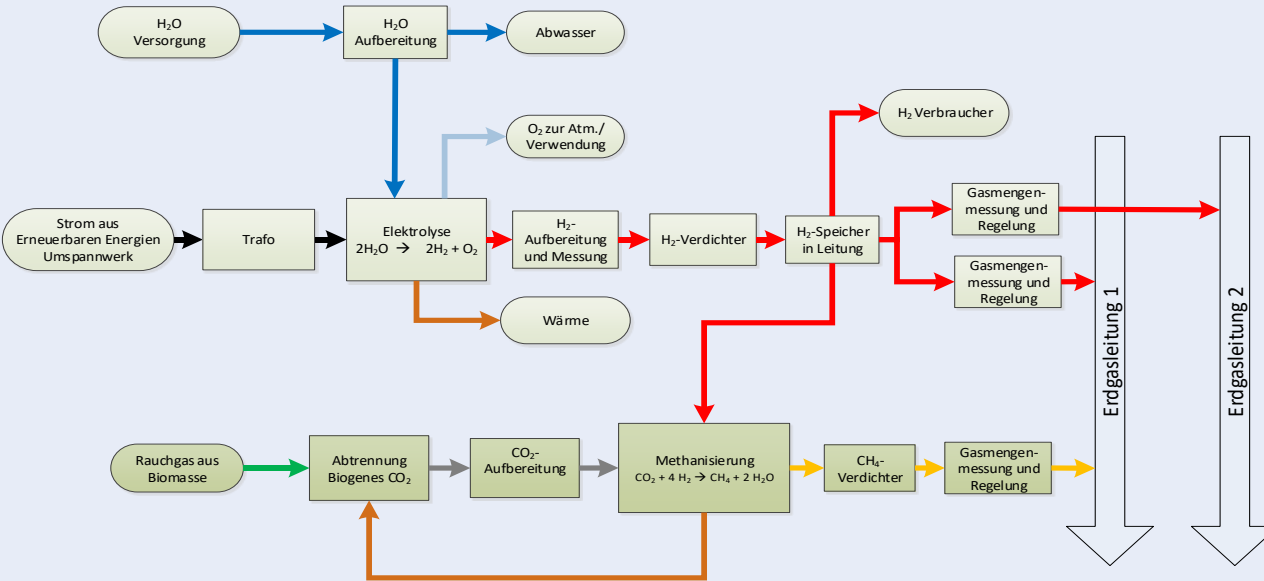 H₂O
Versorgung
H₂O
Aufbereitung
Abwasser
O₂ zur Atm./
Verwendung
H₂ Verbraucher
Strom aus
Erneuerbaren Energien
Umspannwerk
Trafo
Elektrolyse
2H₂O → 2H₂ + O₂
H₂-
Aufbereitung
und Messung
H₂-Verdichter
H₂-Speicher
in Leitung
Gasmengen-
messung und
Regelung
Gasmengen-
messung und
Regelung
Wärme
Erdgasleitung 1
Erdgasleitung 2
Rauchgas aus
Biomasse
Abtrennung
Biogenes CO₂
CO₂-
Aufbereitung
Methanisierung
CO₂ + 4 H₂ → CH₄ + 2 H₂O
CH₄-
Verdichter
Gasmengen-
messung und
Regelung